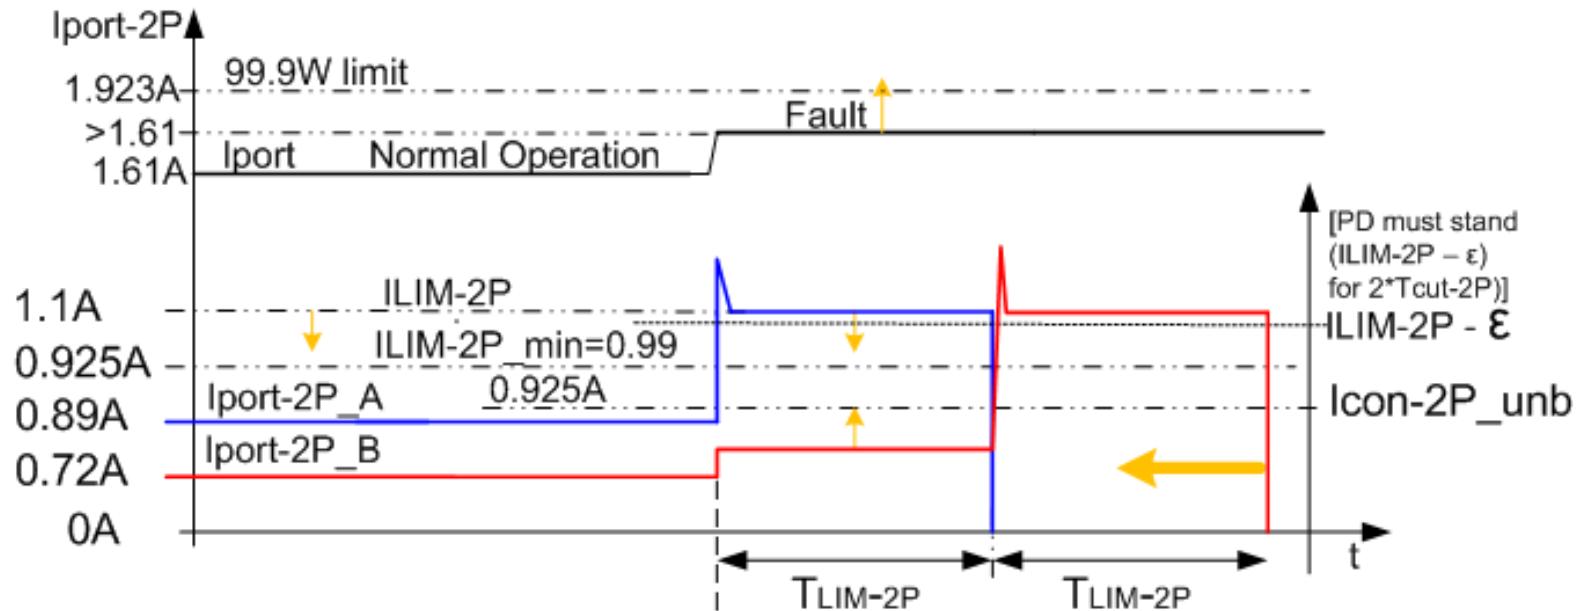 Iport-2P
99.9W limit
1.923A
Fault
>1.61
Iport Normal Operation
1.61A
[PD must stand
(ILIM-2P – ε)
for 2*Tcut-2P)]
ILIM-2P
1.1A
ILIM-2P - ε
ILIM-2P_min=0.99
0.925A
0.925A
Iport-2P_A
Icon-2P_unb
0.89A
Iport-2P_B
0.72A
0A
t
TLIM-2P
TLIM-2P